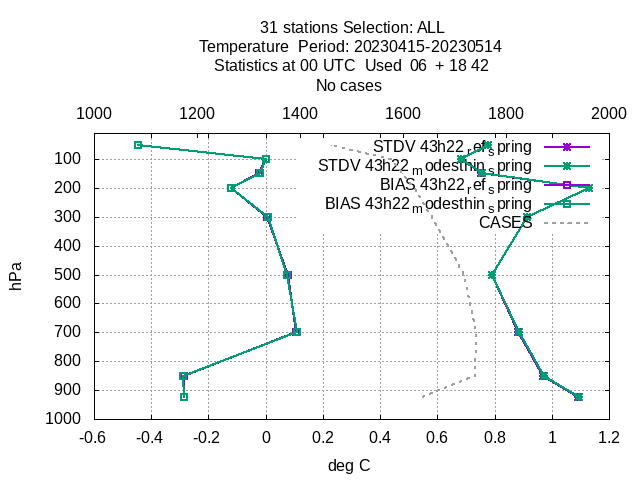 31 stations Selection: ALL
Temperature  Period: 20230415-20230514
Statistics at 00 UTC  Used  06  + 18 42
No cases
1000 1200 1400 1600 1800 2000
STDV 43h22_ref_spring
STDV 43h22_modesthin_spring
BIAS 43h22_ref_spring
BIAS 43h22_modesthin_spring
CASES
100
200
300
400
500
600
700
800
900
1000
hPa
-0.6 -0.4 -0.2 0 0.2 0.4 0.6 0.8 1 1.2
deg C